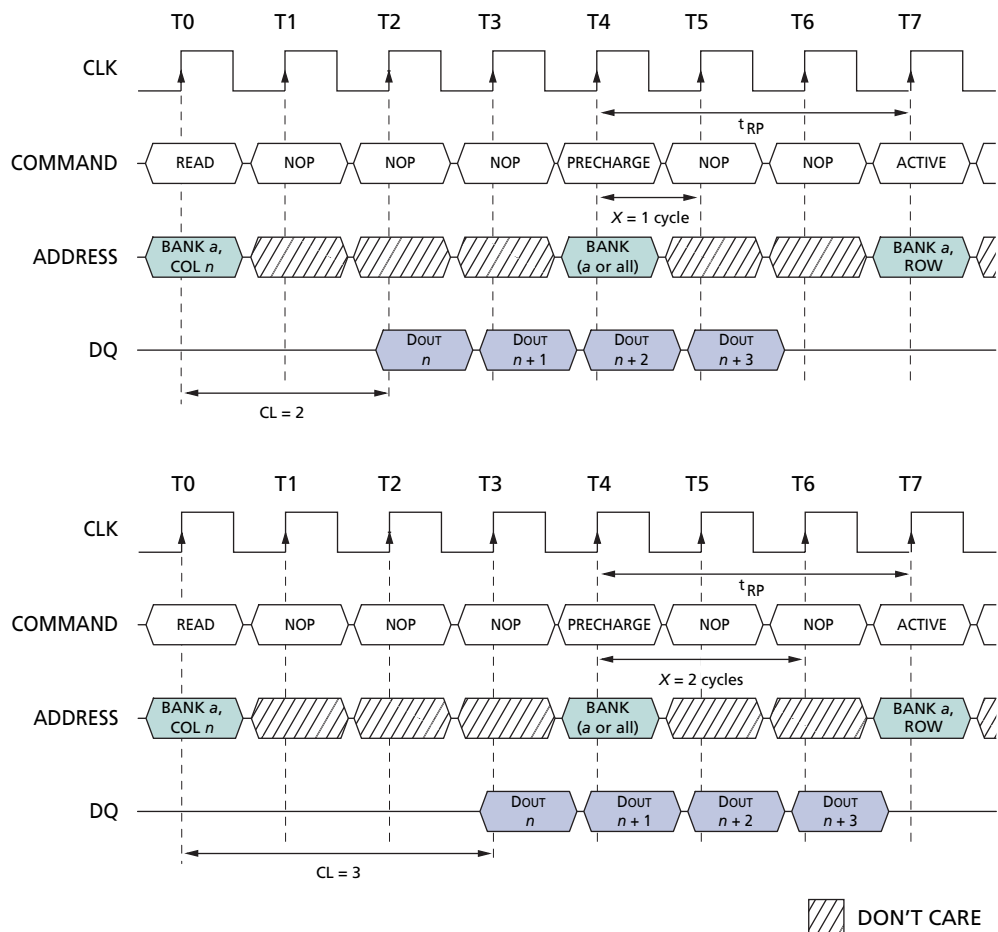 T0 T1 T2 T3 T4 T5 T6 T7
CLK
tRP
COMMAND READ NOP NOP NOP PRECHARGE NOP NOP ACTIVE
X = 1 cycle
ADDRESS BANK a, COL n BANK (a or all) BANK a, ROW
DQ DOUT n DOUT n + 1 DOUT n + 2 DOUT n + 3
CL = 2
T0 T1 T2 T3 T4 T5 T6 T7
CLK
tRP
COMMAND READ NOP NOP NOP PRECHARGE NOP NOP ACTIVE
X = 2 cycles
ADDRESS BANK a, COL n BANK (a or all) BANK a, ROW
DQ DOUT n DOUT n + 1 DOUT n + 2 DOUT n + 3
CL = 3
DON'T CARE